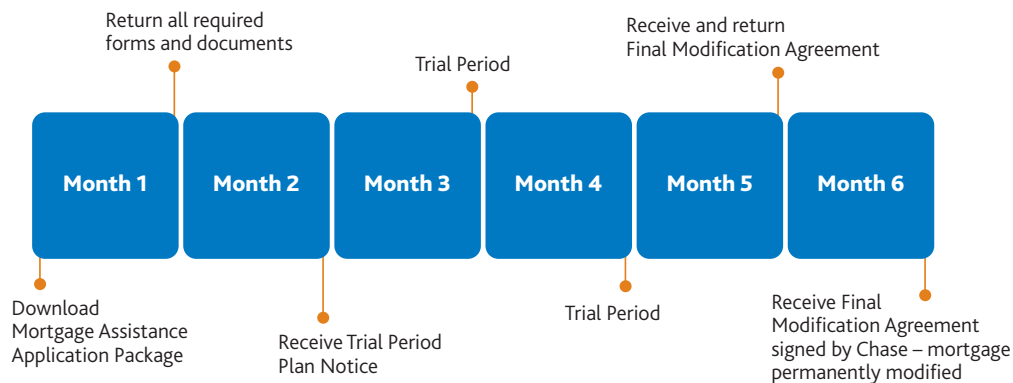 Return all required
forms and documents
Trial Period
Receive and return
Final Modification Agreement
Month 1
Month 2
Month 3
Month 4
Month 5
Month 6
Download
Mortgage Assistance
Application Package
Receive Trial Period
Plan Notice
Trial Period
Receive Final
Modification Agreement
signed by Chase – mortgage
permanently modified